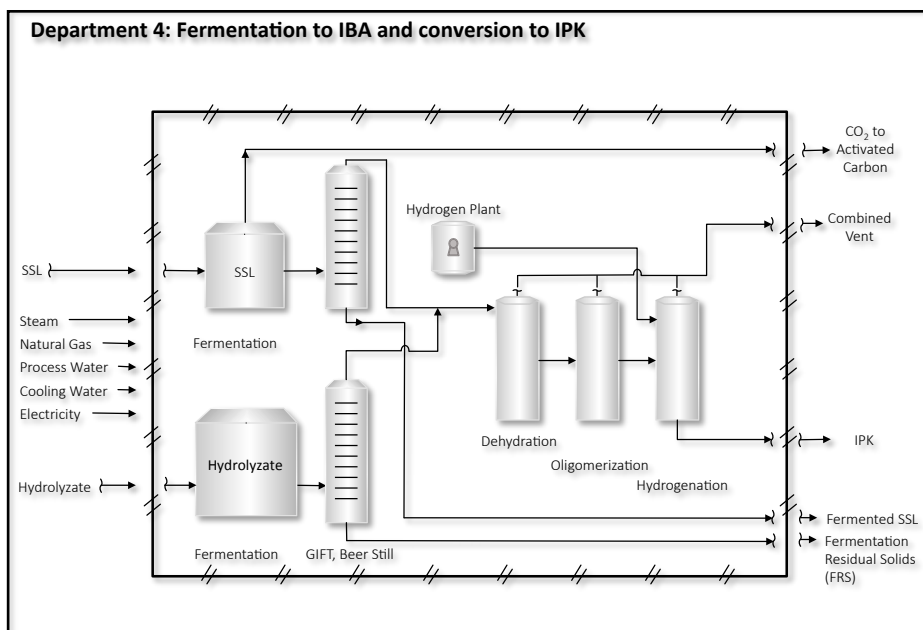 Department 4: Fermentation to IBA and conversion to IPK
CO2 to
Activated
Carbon
Hydrogen Plant
Combined
Vent
SSL
SSL
Steam
Natural Gas
Process Water
Cooling Water
Electricity
Fermentation
Dehydration
IPK
Oligomerization
Hydrolyzate
Hydrolyzate
Hydrogenation
Fermented SSL
Fermentation
GIFT, Beer Still
Fermentation
Residual Solids
(FRS)